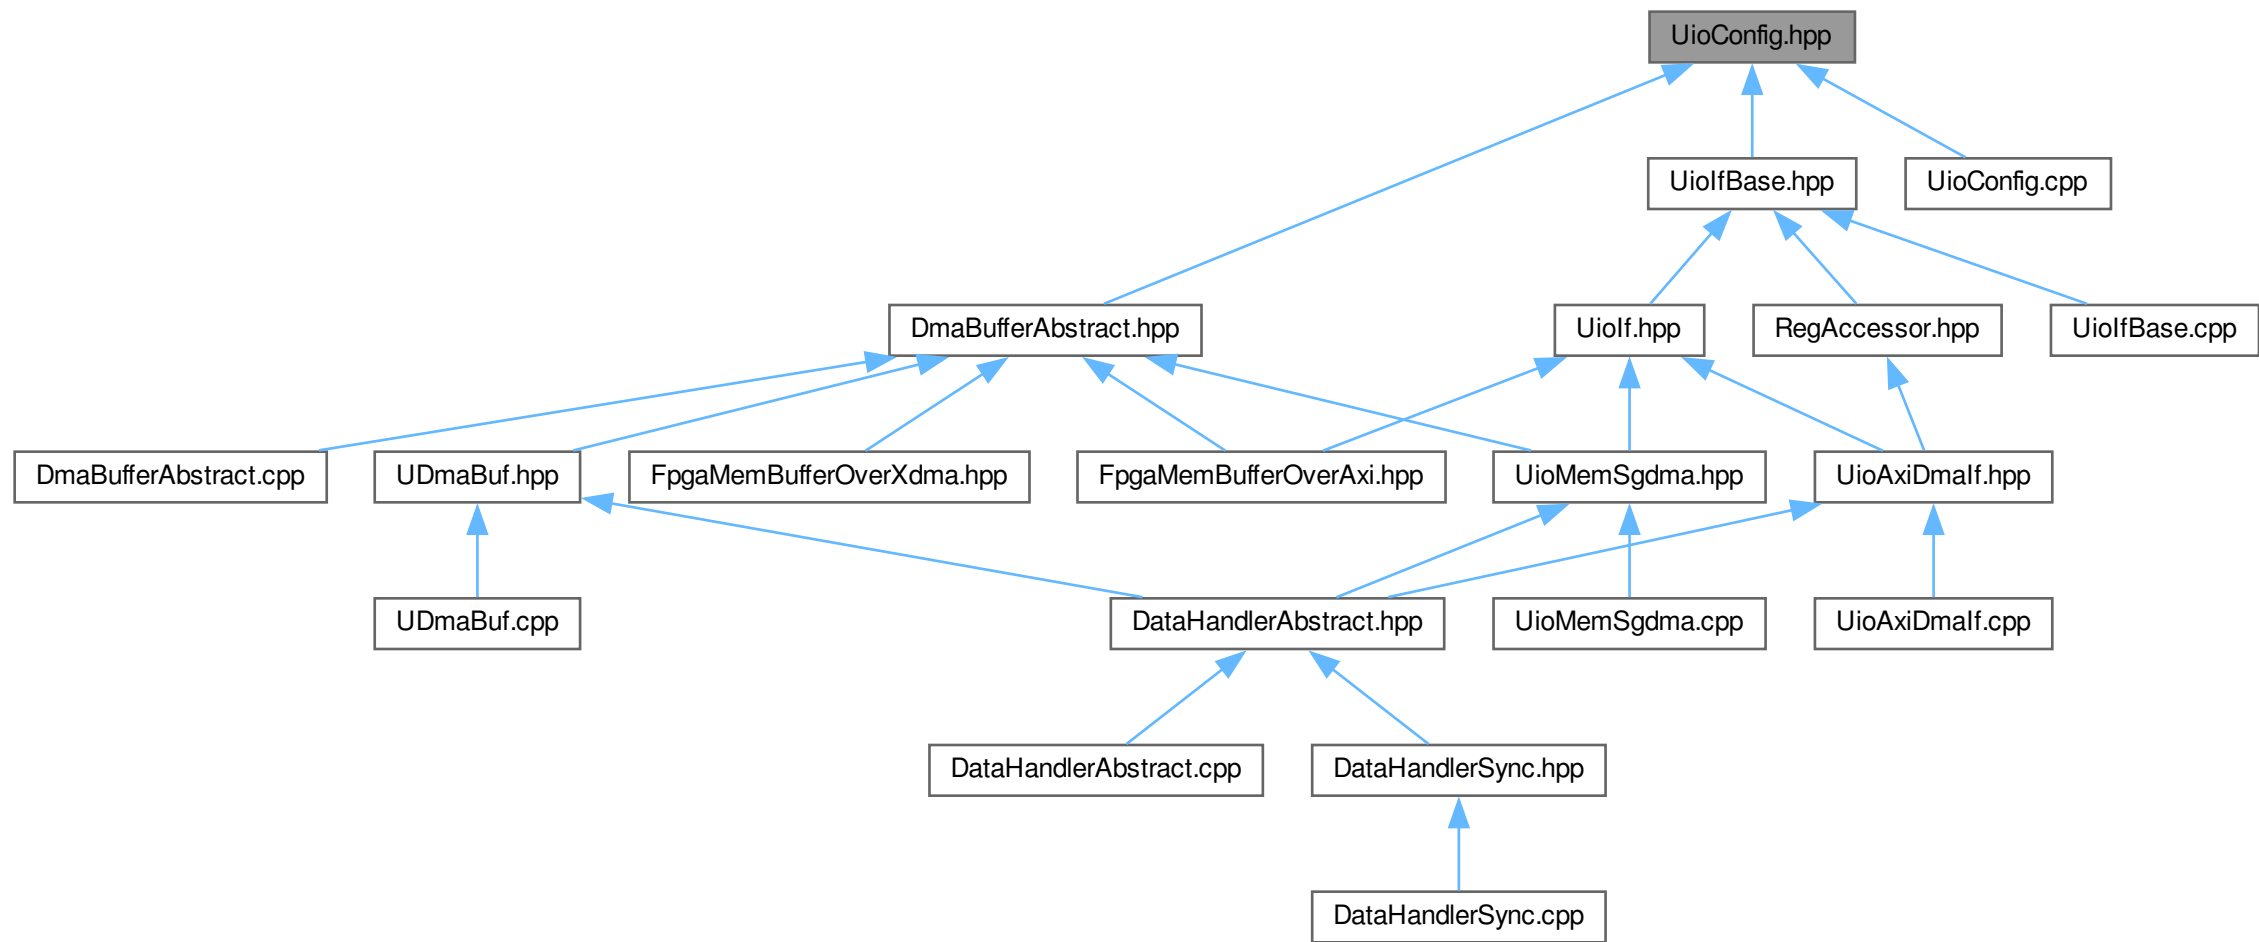 UioConfig.hpp
UioIfBase.hpp
UioConfig.cpp
DmaBufferAbstract.hpp
UioIf.hpp
RegAccessor.hpp
UioIfBase.cpp
DmaBufferAbstract.cpp
UDmaBuf.hpp
FpgaMemBufferOverXdma.hpp
FpgaMemBufferOverAxi.hpp
UioMemSgdma.hpp
UioAxiDmaIf.hpp
UDmaBuf.cpp
DataHandlerAbstract.hpp
UioMemSgdma.cpp
UioAxiDmaIf.cpp
DataHandlerAbstract.cpp
DataHandlerSync.hpp
DataHandlerSync.cpp